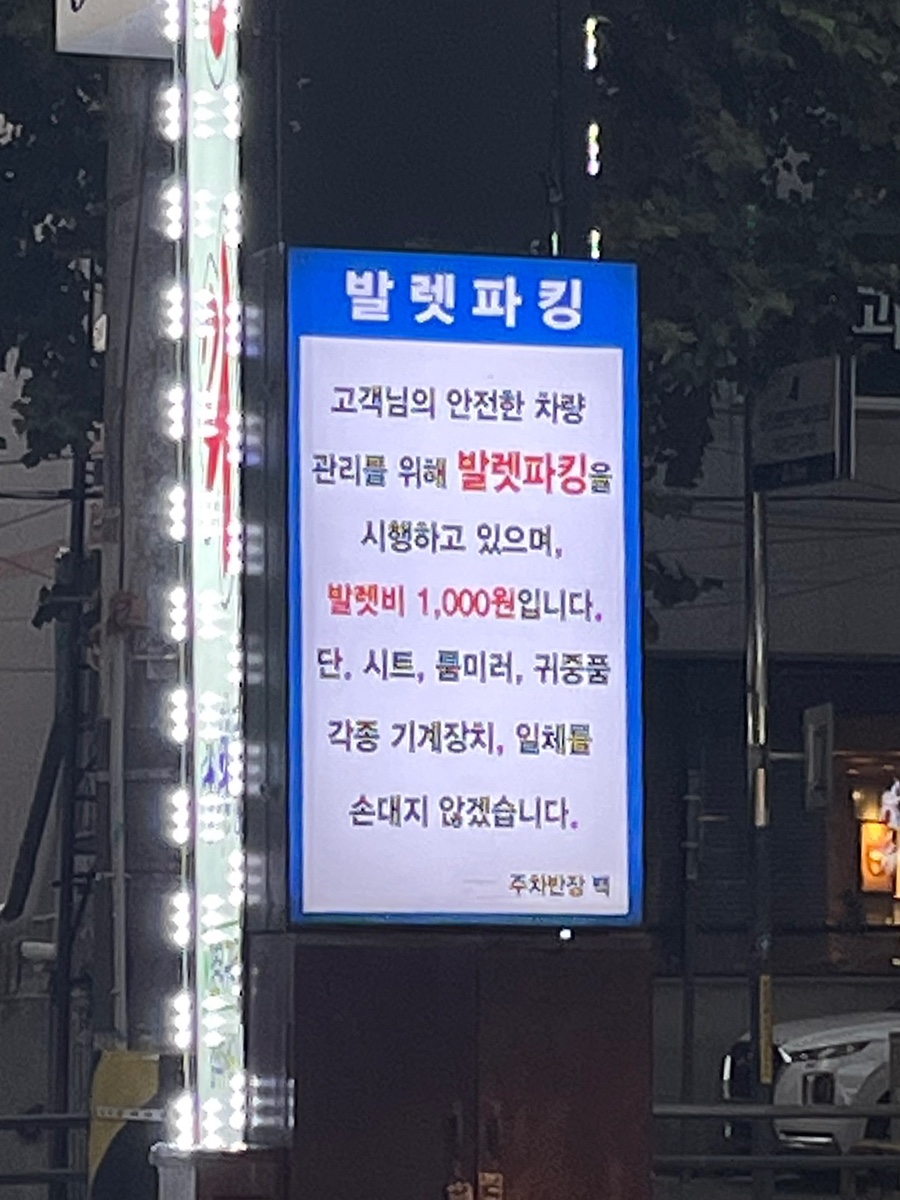 발렛파킹
고객님의 안전한 차량
관리를 위해 발렛파킹을
시행하고 있으며,
발렛비 1,000원입니다.
단, 시트, 룸미러, 귀중품
각종 기계장치, 일체를
손대지 않겠습니다.
주차반장 백